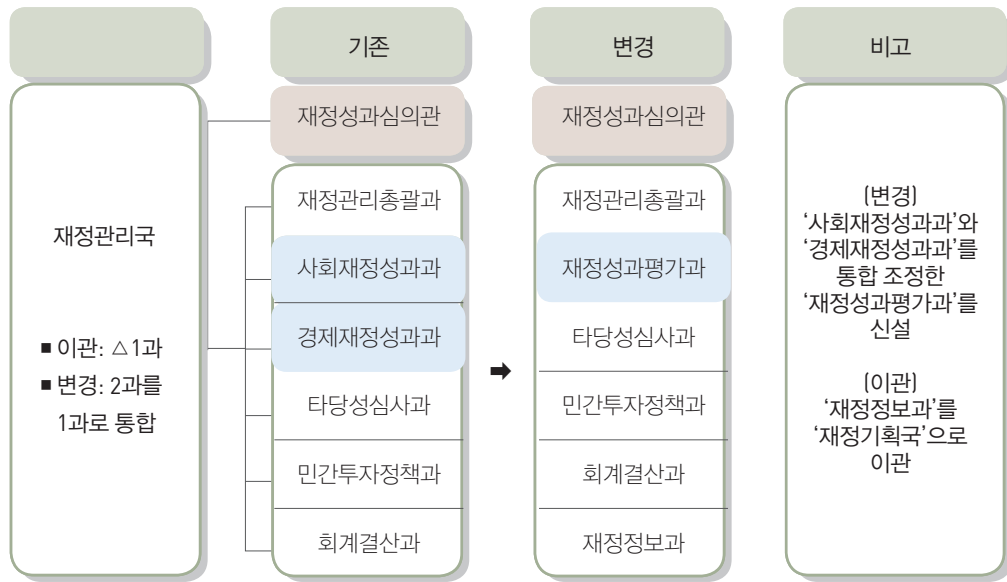 기존
변경
비고
재정관리국
■ 이관: △1과
■ 변경: 2과를
1과로 통합
재정성과심의관
재정관리총괄과
사회재정성과과
경제재정성과과
타당성심사과
민간투자정책과
회계결산과
➡
재정성과심의관
재정관리총괄과
재정성과평가과
타당성심사과
민간투자정책과
회계결산과
재정정보과
(변경)
‘사회재정성과과’와
‘경제재정성과과’를
통합 조정한
‘재정성과평가과’를
신설
(이관)
‘재정정보과’를
‘재정기획국’으로
이관